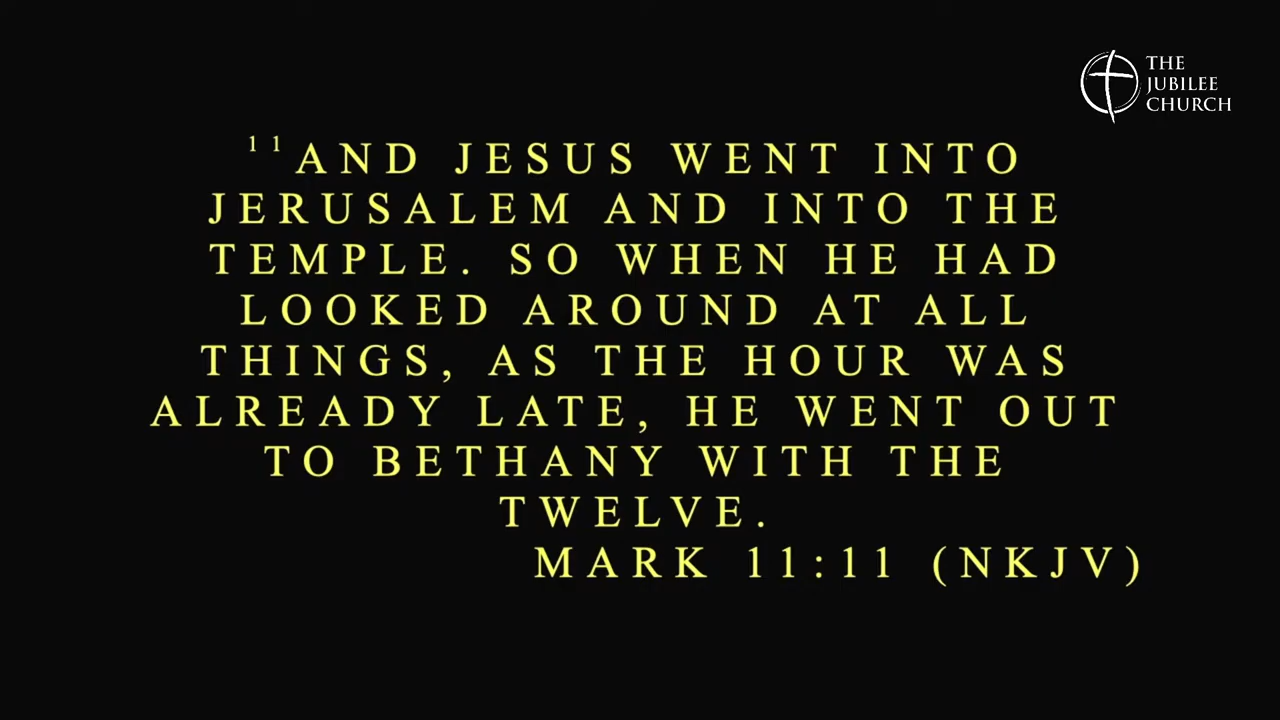 THE
JUBILEE
CHURCH
11 AND JESUS WENT INTO
JERUSALEM AND INTO THE
TEMPLE. SO WHEN HE HAD
LOOKED AROUND AT ALL
THINGS, AS THE HOUR WAS
ALREADY LATE, HE WENT OUT
TO BETHANY WITH THE
TWELVE.
MARK 11:11 (NKJV)